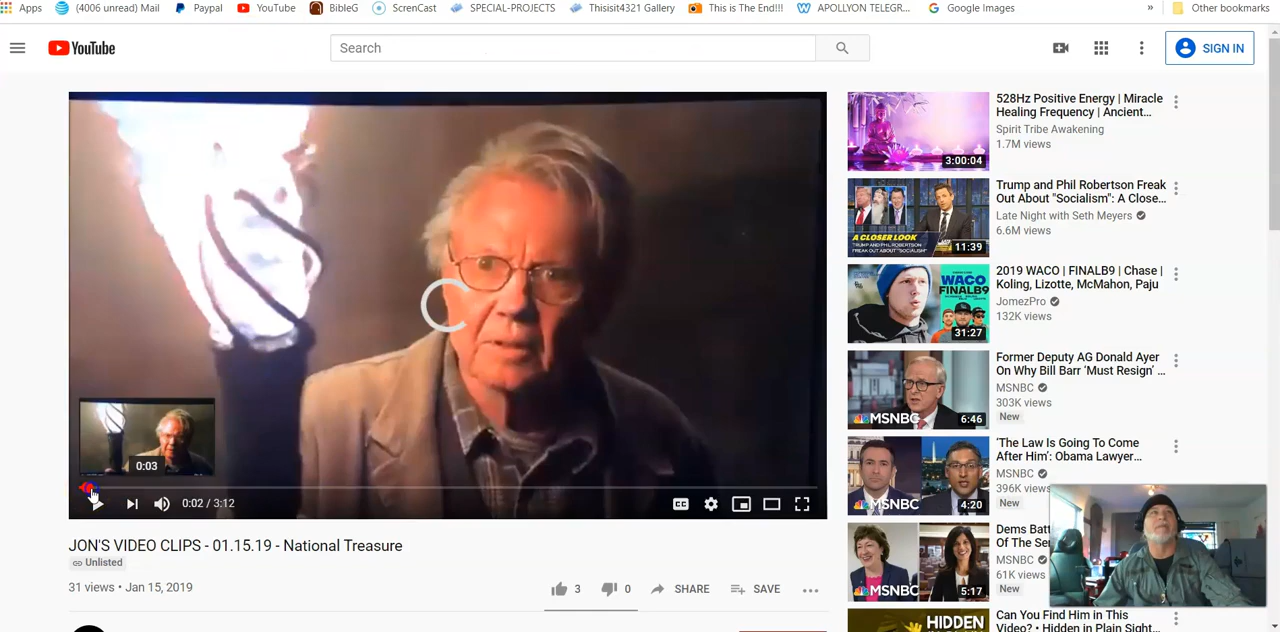 Apps (4006 unread) Mail Paypal YouTube BibleG ScrenCast SPECIAL-PROJECTS Thisisit4321 Gallery This is The End!!! APOLLYON TELEGR... Google Images » Other bookmarks
YouTube Search SIGN IN
0:03
0:02 / 3:12
JON'S VIDEO CLIPS - 01.15.19 - National Treasure
Unlisted
31 views • Jan 15, 2019
3 0 SHARE SAVE
3:00:04
528Hz Positive Energy | Miracle
Healing Frequency | Ancient...
Spirit Tribe Awakening
1.7M views
A CLOSER LOOK
TRUMP AND PHIL ROBERTSON
FREAK OUT ABOUT "SOCIALISM"
11:39
Trump and Phil Robertson Freak
Out About "Socialism": A Close...
Late Night with Seth Meyers
6.6M views
WACO
FINALB9
31:27
2019 WACO | FINALB9 | Chase |
Koling, Lizotte, McMahon, Paju
JomezPro
132K views
MSNBC
6:46
Former Deputy AG Donald Ayer
On Why Bill Barr 'Must Resign' ...
MSNBC
303K views
New
MSNBC
4:20
'The Law Is Going To Come
After Him': Obama Lawyer...
MSNBC
396K views
New
MSNBC
5:17
Dems Batt
Of The Se
MSNBC
61K views
New
HIDDEN
Can You Find Him in This
Video? • Hidden in Plain Sight...